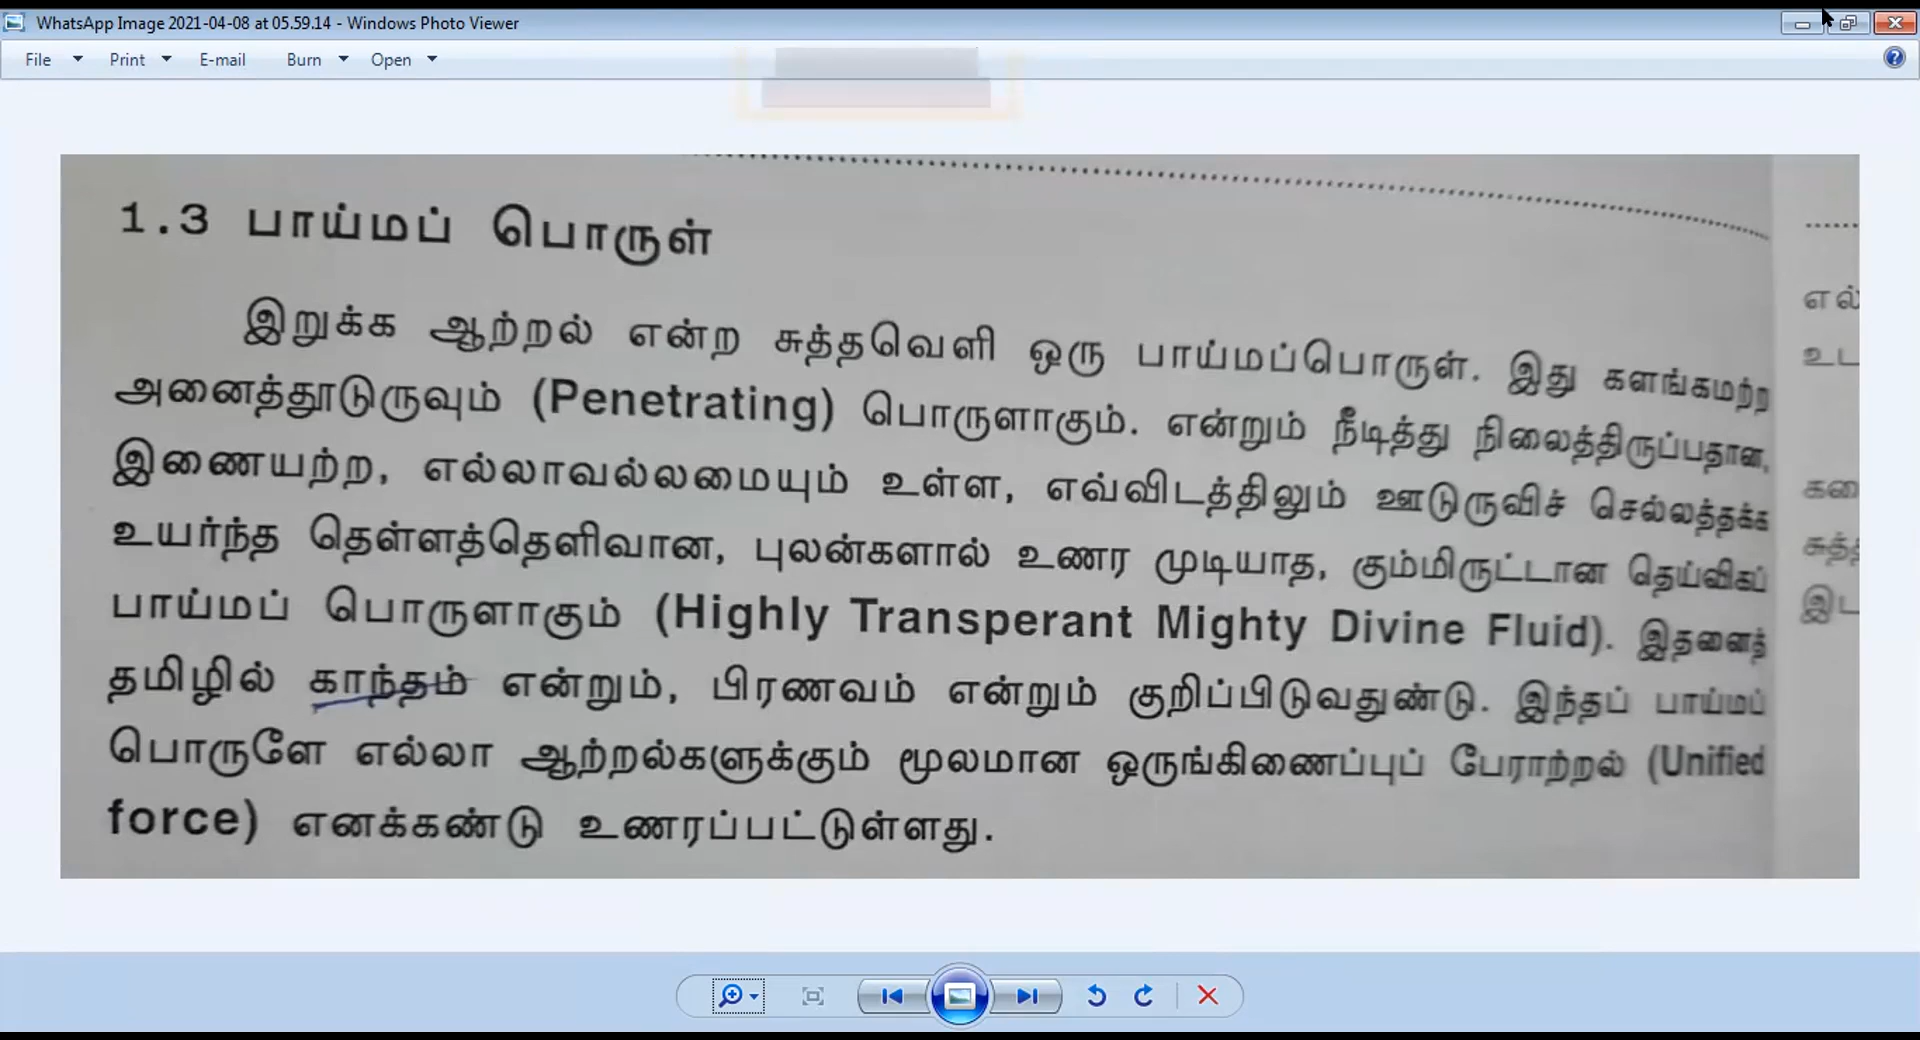 WhatsApp Image 2021-04-08 at 05.59.14 - Windows Photo Viewer
File Print E-mail Burn Open
1.3 பாய்மப் பொருள்
இறுக்க ஆற்றல் என்ற சுத்தவெளி ஒரு பாய்மப்பொருள். இது களங்கமற்ற
அனைத்தூடுருவும் (Penetrating) பொருளாகும். என்றும் நீடித்து நிலைத்திருப்பதான,
இணையற்ற, எல்லாவல்லமையும் உள்ள, எவ்விடத்திலும் ஊடுருவிச் செல்லத்தக்க
உயர்ந்த தெள்ளத்தெளிவான, புலன்களால் உணர முடியாத, கும்மிருட்டான தெய்விகப்
பாய்மப் பொருளாகும் (Highly Transperant Mighty Divine Fluid). இதனைத்
தமிழில் காந்தம் என்றும், பிரணவம் என்றும் குறிப்பிடுவதுண்டு. இந்தப் பாய்மப்
பொருளே எல்லா ஆற்றல்களுக்கும் மூலமான ஒருங்கிணைப்புப் பேராற்றல் (Unified
force) எனக்கண்டு உணரப்பட்டுள்ளது.